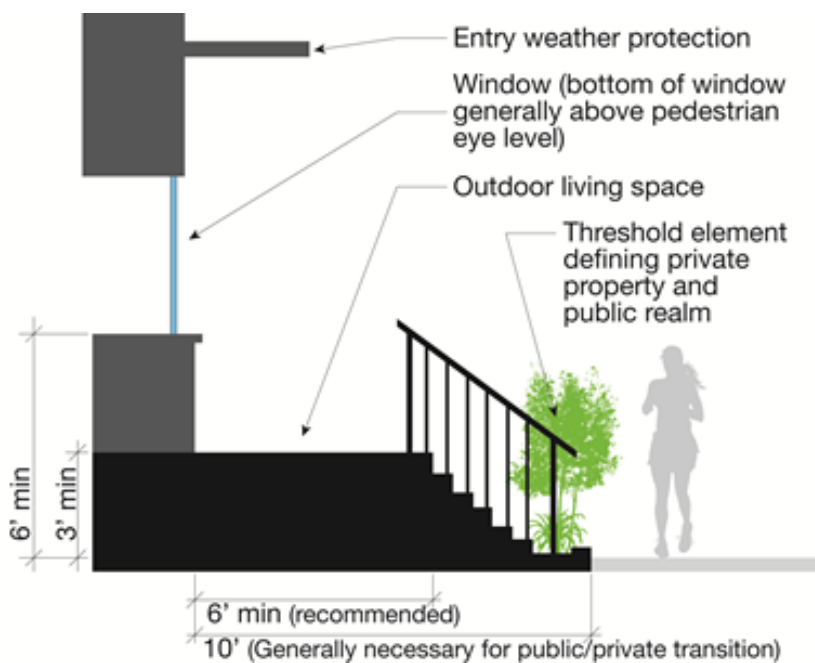 Entry weather protection
Window (bottom of window
generally above pedestrian
eye level)
Outdoor living space
Threshold element
defining private
property and
public realm
6’ min
3’ min
6’ min (recommended)
10’ (Generally necessary for public/private transition)